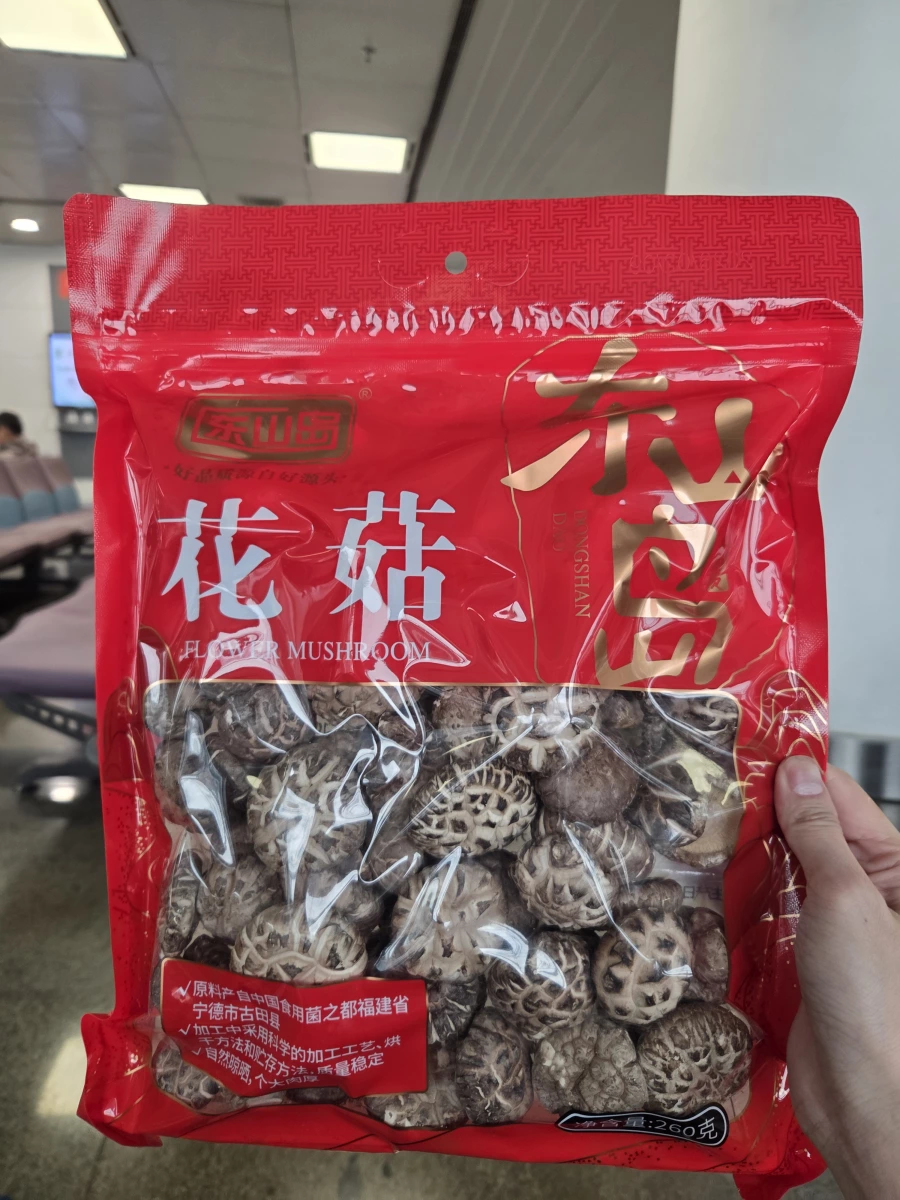 东山岛®
好品质源自好源头
东山岛
DONGSHAN
DAO
花菇
FLOWER MUSHROOM
✓原料产自中国食用菌之都福建省
宁德市古田县
✓加工中采用科学的加工工艺、烘
干方法和贮存方法,质量稳定
✓自然晾晒,个大肉厚
净含量:260克